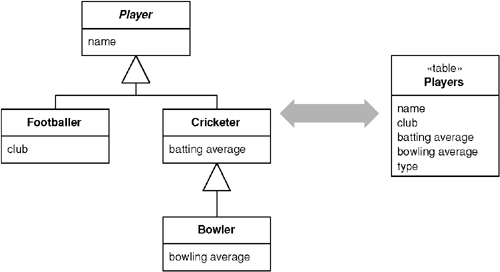 Player
name
Footballer
club
Cricketer
batting average
Bowler
bowling average
«table»
Players
name
club
batting average
bowling average
type